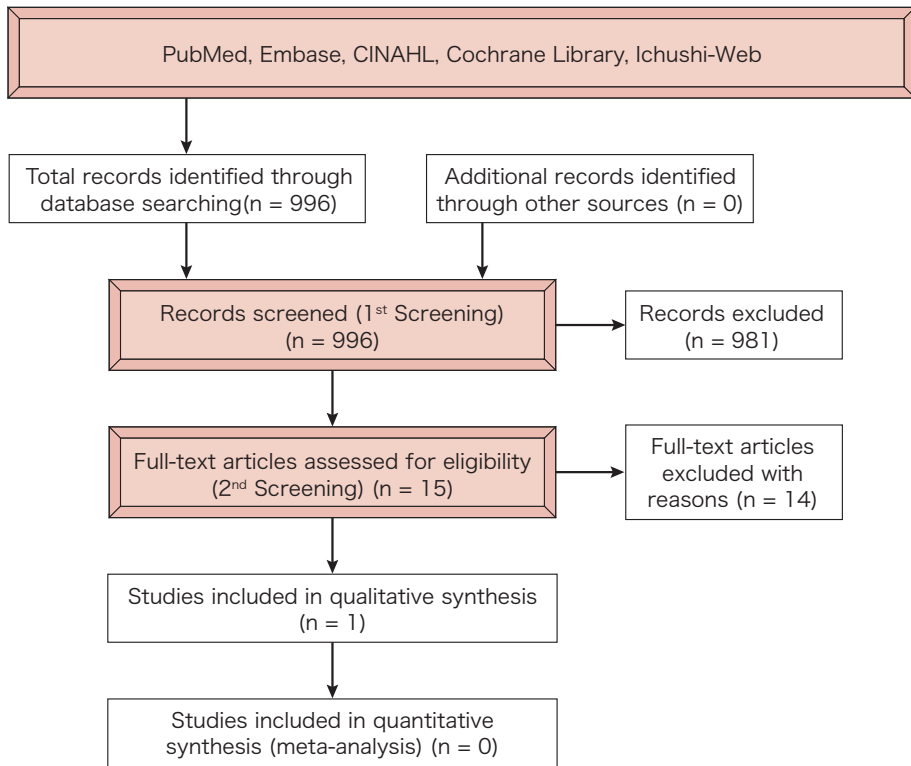 PubMed, Embase, CINAHL, Cochrane Library, Ichushi-Web
Total records identified through
database searching(n = 996)
Additional records identified
through other sources (n = 0)
Records screened (1st Screening)
(n = 996)
Records excluded
(n = 981)
Full-text articles assessed for eligibility
(2nd Screening) (n = 15)
Full-text articles
excluded with
reasons (n = 14)
Studies included in qualitative synthesis
(n = 1)
Studies included in quantitative
synthesis (meta-analysis) (n = 0)